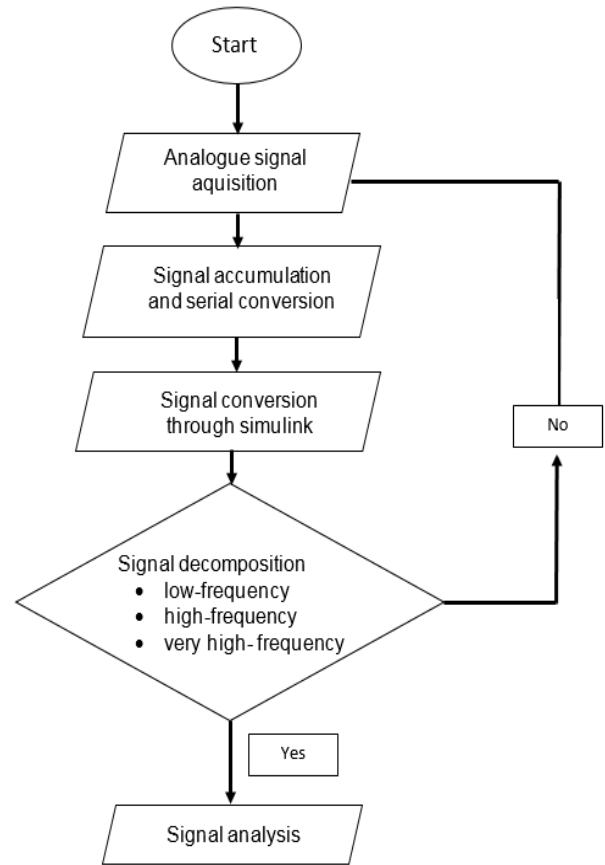 Start
Analogue signal
aquisition
Signal accumulation
and serial conversion
Signal conversion
through simulink
No
Signal decomposition
• low-frequency
• high-frequency
• very high- frequency
Yes
Signal analysis